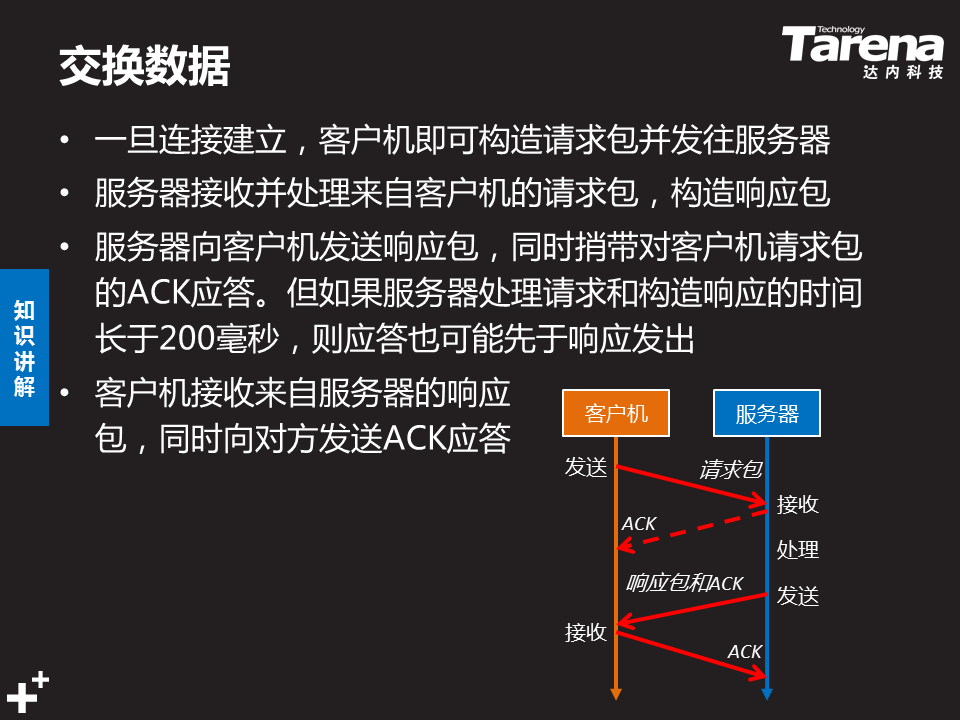 交换数据
Technology
Tarena
达内科技
• 一旦连接建立，客户机即可构造请求包并发往服务器
• 服务器接收并处理来自客户机的请求包，构造响应包
• 服务器向客户机发送响应包，同时捎带对客户机请求包
的ACK应答。但如果服务器处理请求和构造响应的时间
长于200毫秒，则应答也可能先于响应发出
• 客户机接收来自服务器的响应
包，同时向对方发送ACK应答
知识讲解
客户机
服务器
发送
请求包
接收
ACK
处理
响应包和ACK
发送
接收
ACK